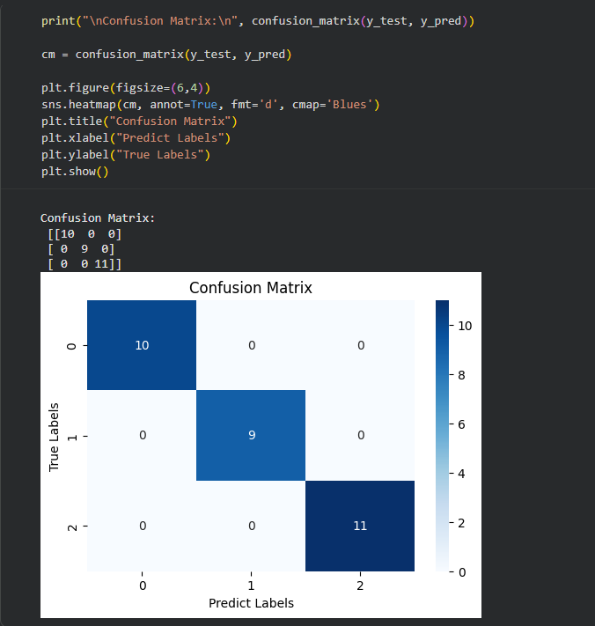 print("\nConfusion Matrix:\n", confusion_matrix(y_test, y_pred))
cm = confusion_matrix(y_test, y_pred)
plt.figure(figsize=(6,4))
sns.heatmap(cm, annot=True, fmt='d', cmap='Blues')
plt.title("Confusion Matrix")
plt.xlabel("Predict Labels")
plt.ylabel("True Labels")
plt.show()
Confusion Matrix:
[[10 0 0]
[ 0 9 0]
[ 0 0 11]]
Confusion Matrix
True Labels
0
10 0 0
1
0 9 0
2
0 0 11
0 1 2
Predict Labels
10
8
6
4
2
0